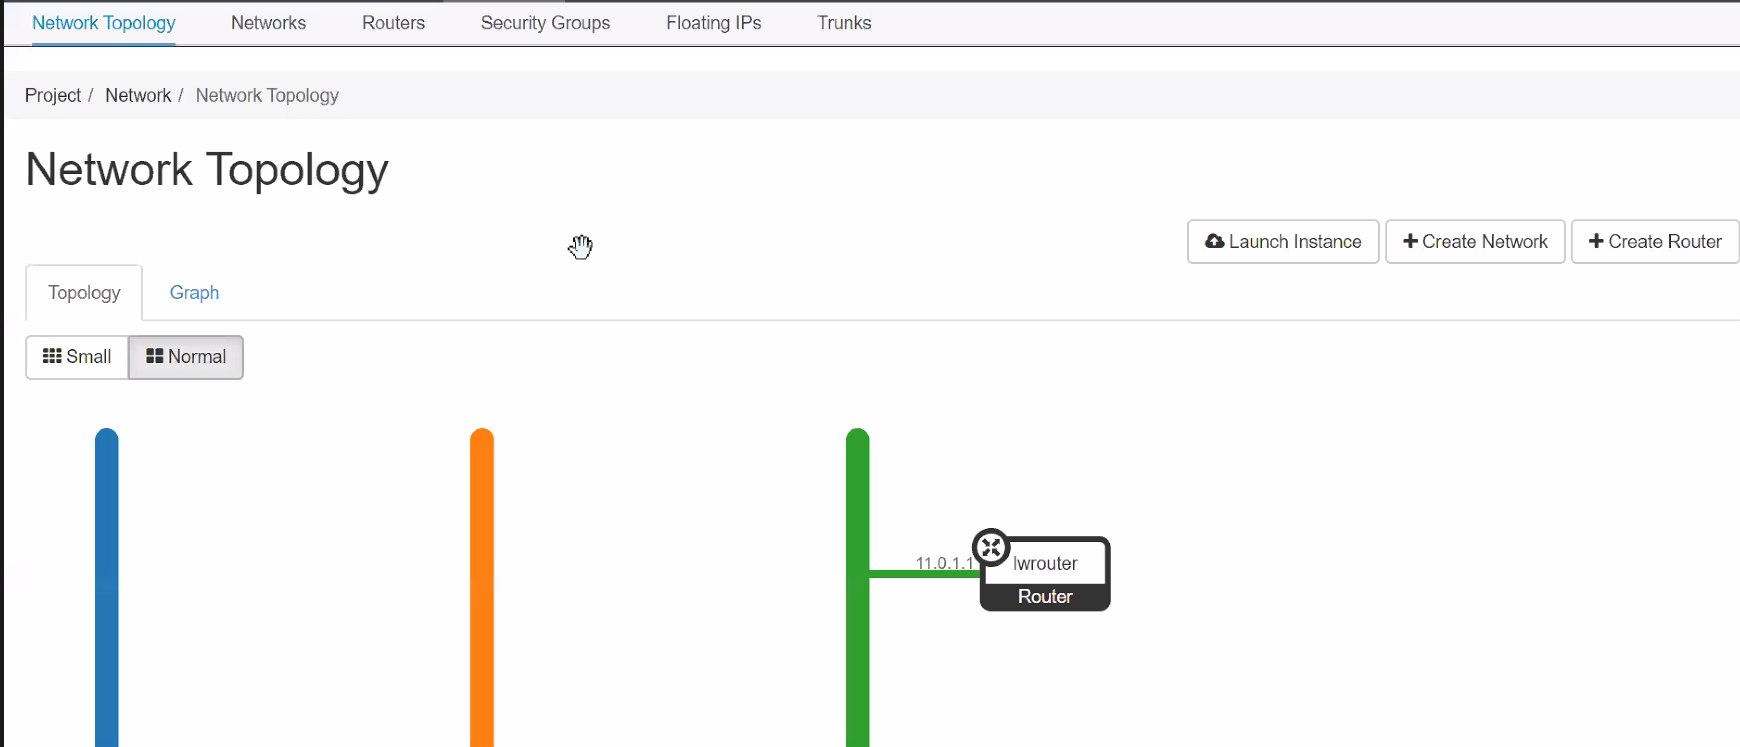 Network Topology Networks Routers Security Groups Floating IPs Trunks
Project / Network / Network Topology
Network Topology
Launch Instance Create Network Create Router
Topology Graph
Small Normal
11.0.1.1
lwrouter
Router